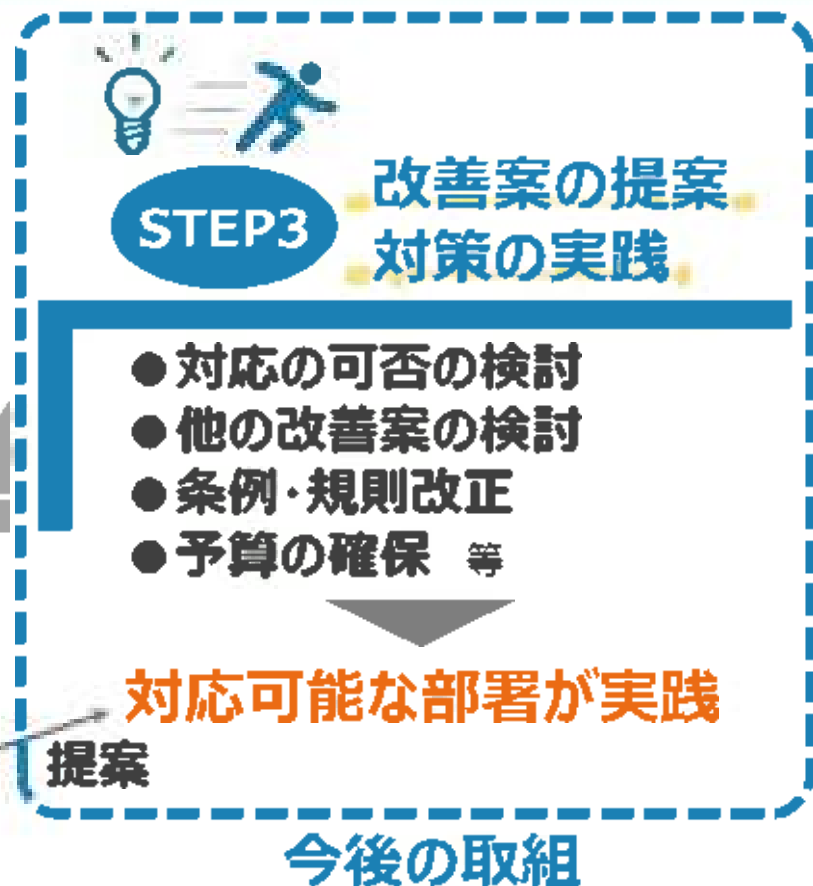 STEP3
改善案の提案
対策の実践
●対応の可否の検討
●他の改善案の検討
●条例・規則改正
●予算の確保 等
対応可能な部署が実践
提案
今後の取組